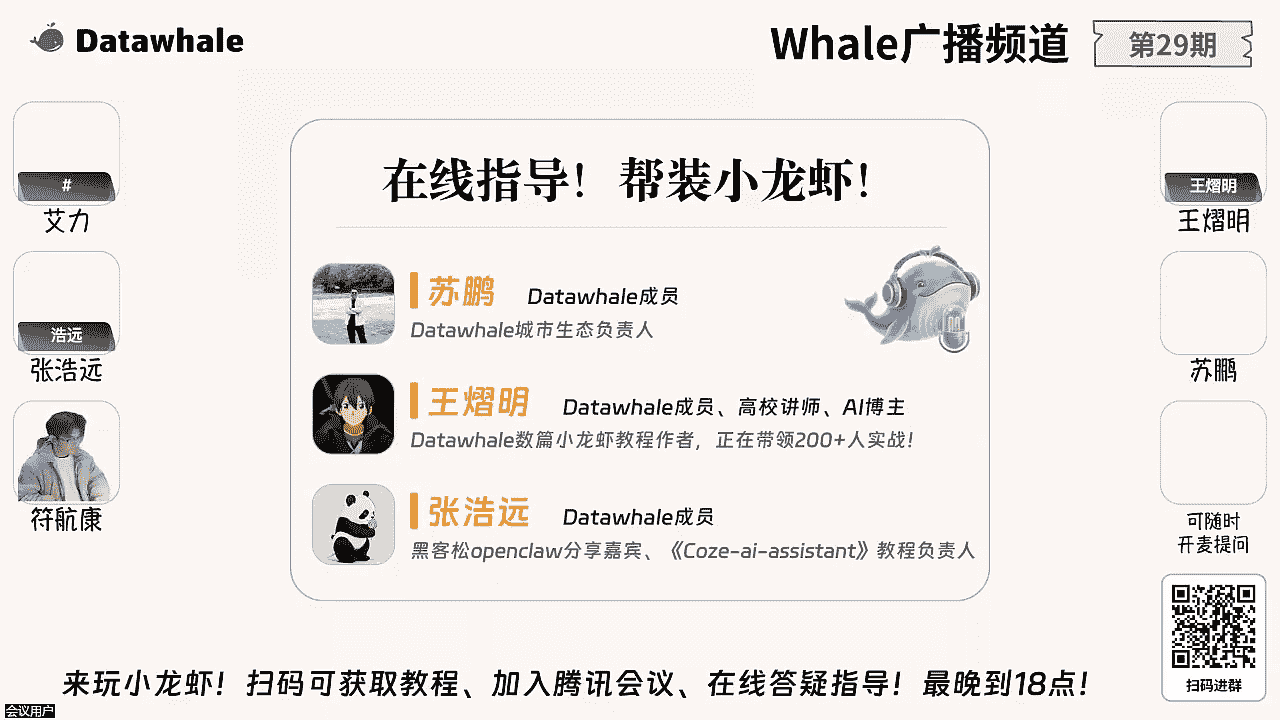 Datawhale
Whale广播频道
第29期
#
艾力
浩远
张浩远
符航康
在线指导！帮装小龙虾！
苏鹏 Datawhale成员
Datawhale城市生态负责人
王熠明 Datawhale成员、高校讲师、AI博主
Datawhale数篇小龙虾教程作者，正在带领200+人实战！
张浩远 Datawhale成员
黑客松openclaw分享嘉宾、《Coze-ai-assistant》教程负责人
王熠明
王熠明
苏鹏
可随时
开麦提问
扫码进群
来玩小龙虾！扫码可获取教程、加入腾讯会议、在线答疑指导！最晚到18点！
会议用户